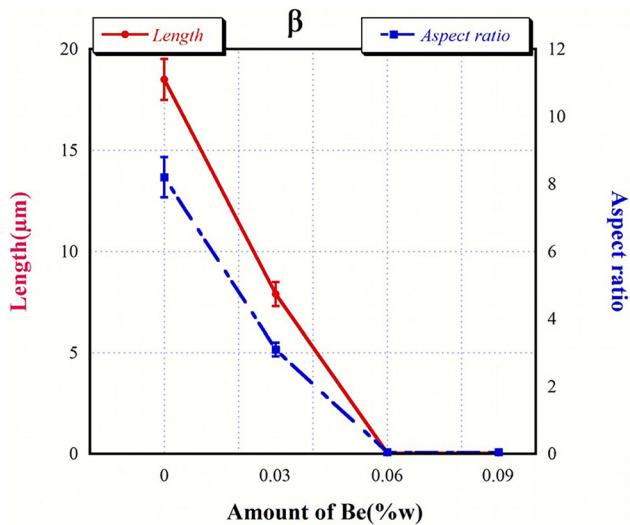 β
Length
Aspect ratio
20
15
10
5
0
12
10
8
6
4
2
0
Length(μm)
Aspect ratio
0
0.03
0.06
0.09
Amount of Be(%w)